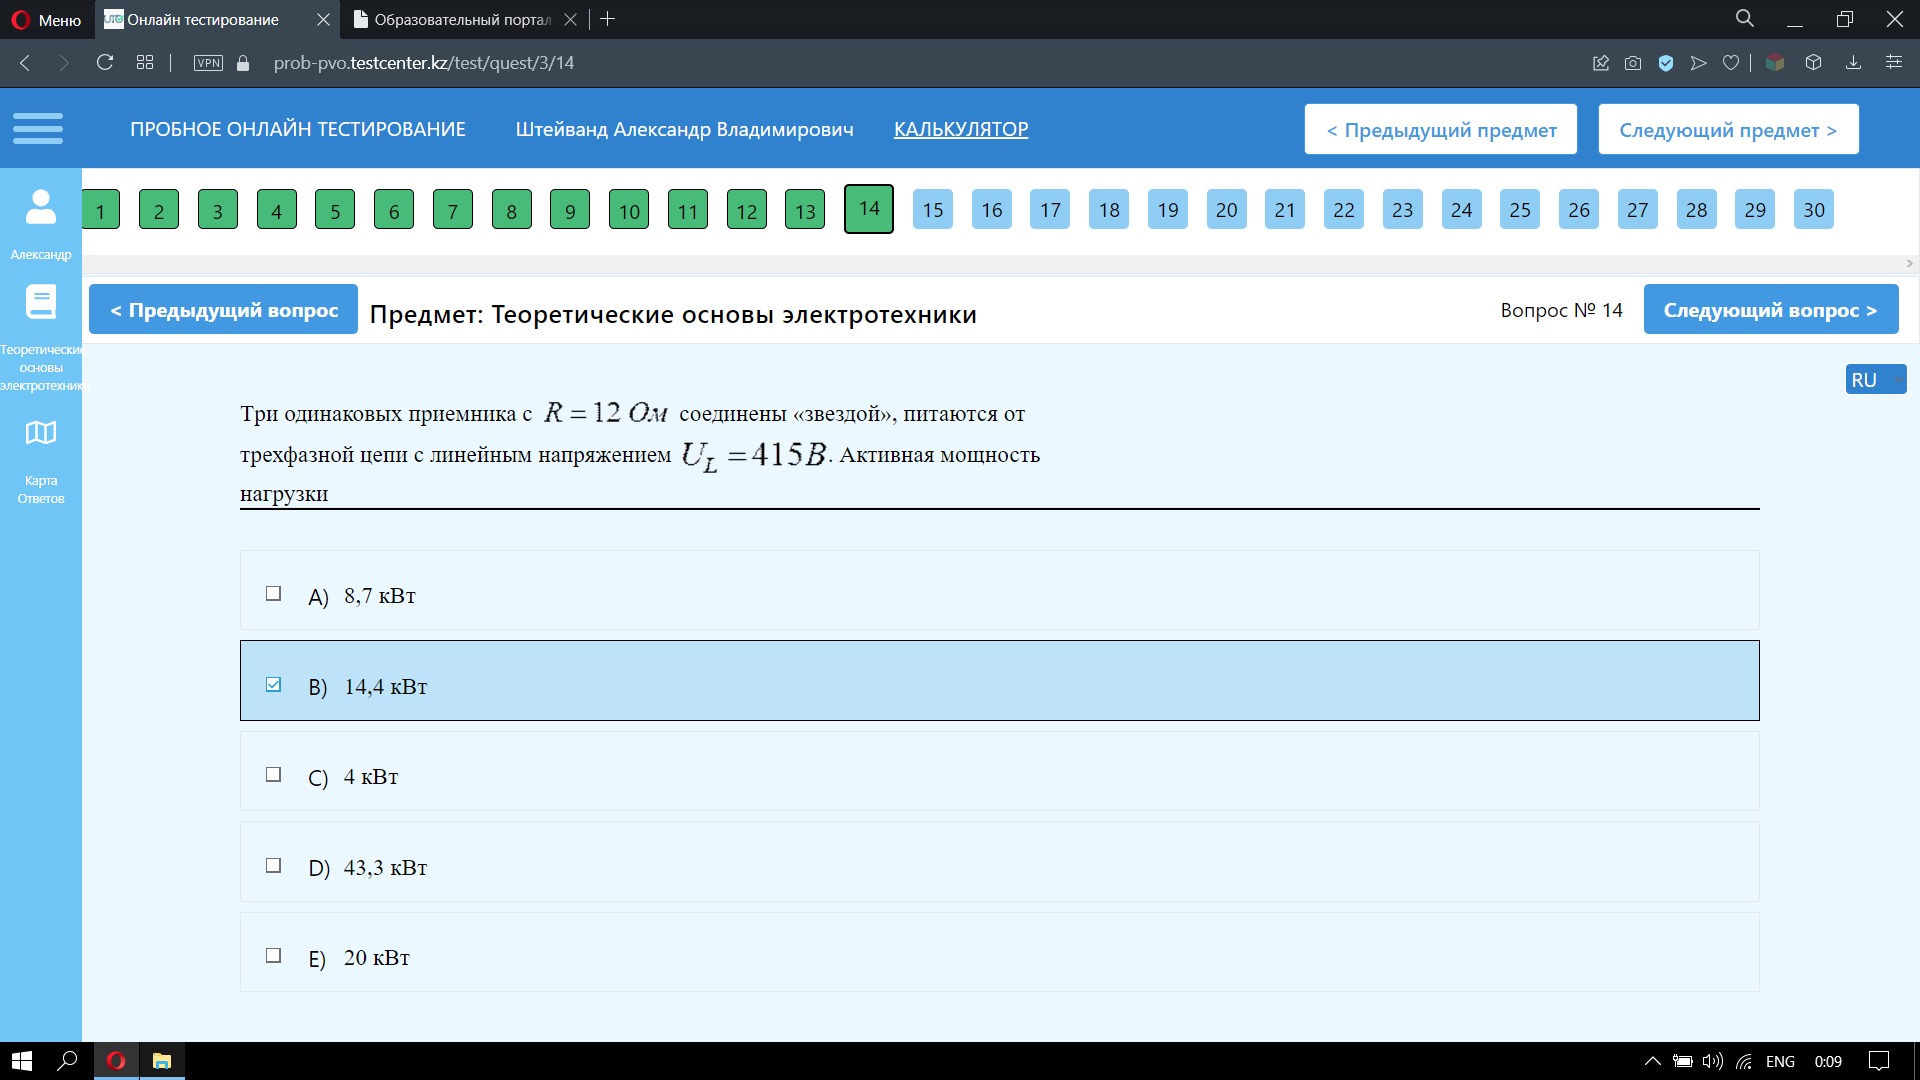 Меню
Онлайн тестирование
Образовательный портал
VPN
prob-pvo.testcenter.kz/test/quest/3/14
ПРОБНОЕ ОНЛАЙН ТЕСТИРОВАНИЕ
Штейванд Александр Владимирович
КАЛЬКУЛЯТОР
< Предыдущий предмет
Следующий предмет >
1 2 3 4 5 6 7 8 9 10 11 12 13 14 15 16 17 18 19 20 21 22 23 24 25 26 27 28 29 30
Александр
Теоретические
основы
электротехники
Карта
Ответов
< Предыдущий вопрос
Предмет: Теоретические основы электротехники
Вопрос № 14
Следующий вопрос >
RU
Три одинаковых приемника с R = 12 Ом соединены «звездой», питаются от
трехфазной цепи с линейным напряжением U_L = 415 В. Активная мощность
нагрузки
A) 8,7 кВт
B) 14,4 кВт
C) 4 кВт
D) 43,3 кВт
E) 20 кВт
ENG
0:09